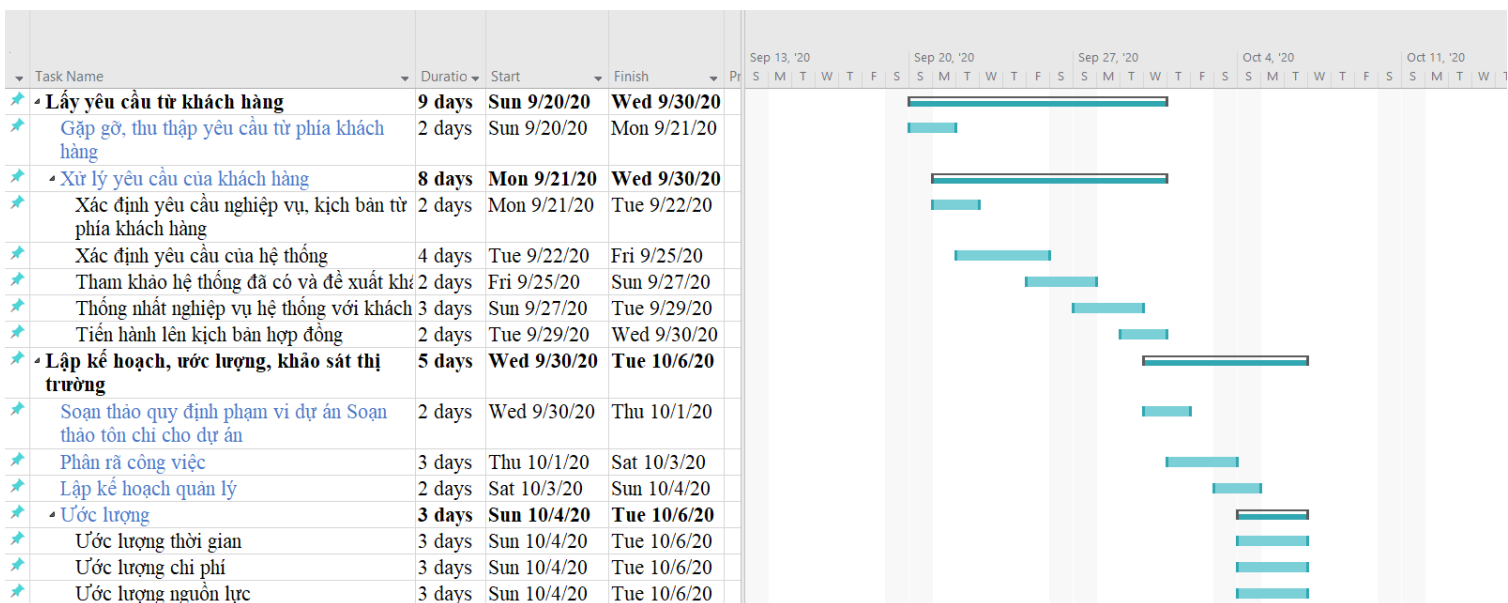 Sep 13, '20 Sep 20, '20 Sep 27, '20 Oct 4, '20 Oct 11, '20
Task Name Duratio Start Finish Pr S M T W T F S S M T W T F S S M T W T F S S M T W T F S S M T W
Lấy yêu cầu từ khách hàng 9 days Sun 9/20/20 Wed 9/30/20
Gặp gỡ, thu thập yêu cầu từ phía khách 2 days Sun 9/20/20 Mon 9/21/20
hàng
Xử lý yêu cầu của khách hàng 8 days Mon 9/21/20 Wed 9/30/20
Xác định yêu cầu nghiệp vụ, kịch bản từ 2 days Mon 9/21/20 Tue 9/22/20
phía khách hàng
Xác định yêu cầu của hệ thống 4 days Tue 9/22/20 Fri 9/25/20
Tham khảo hệ thống đã có và đề xuất 2 days Fri 9/25/20 Sun 9/27/20
Thống nhất nghiệp vụ hệ thống với khách 3 days Sun 9/27/20 Tue 9/29/20
Tiến hành lên kịch bản hợp đồng 2 days Tue 9/29/20 Wed 9/30/20
Lập kế hoạch, ước lượng, khảo sát thị 5 days Wed 9/30/20 Tue 10/6/20
trường
Soạn thảo quy định phạm vi dự án Soạn 2 days Wed 9/30/20 Thu 10/1/20
thảo tôn chỉ cho dự án
Phân rã công việc 3 days Thu 10/1/20 Sat 10/3/20
Lập kế hoạch quản lý 2 days Sat 10/3/20 Sun 10/4/20
Ước lượng 3 days Sun 10/4/20 Tue 10/6/20
Ước lượng thời gian 3 days Sun 10/4/20 Tue 10/6/20
Ước lượng chi phí 3 days Sun 10/4/20 Tue 10/6/20
Ước lượng nguồn lực 3 days Sun 10/4/20 Tue 10/6/20